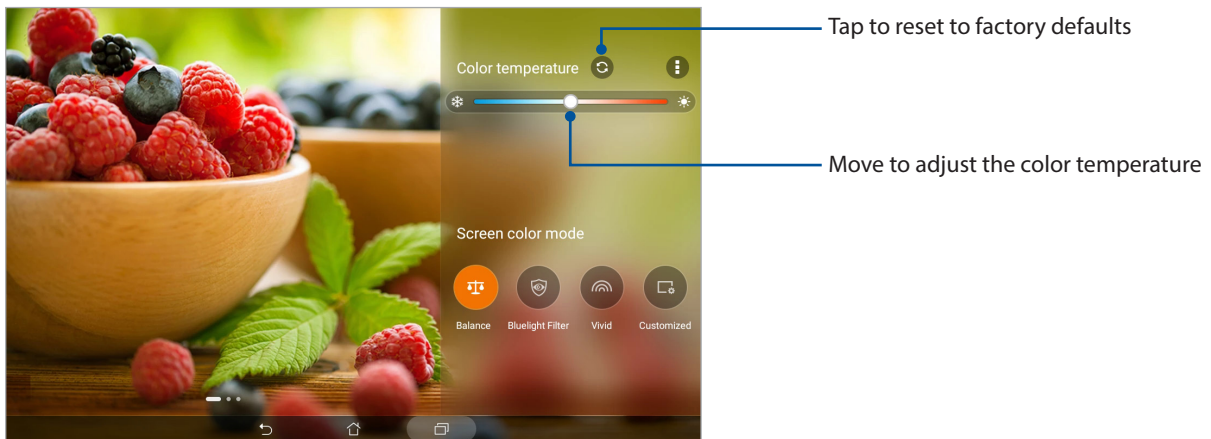 Tap to reset to factory defaults
Color temperature
Move to adjust the color temperature
Screen color mode
Balance
Bluelight Filter
Vivid
Customized